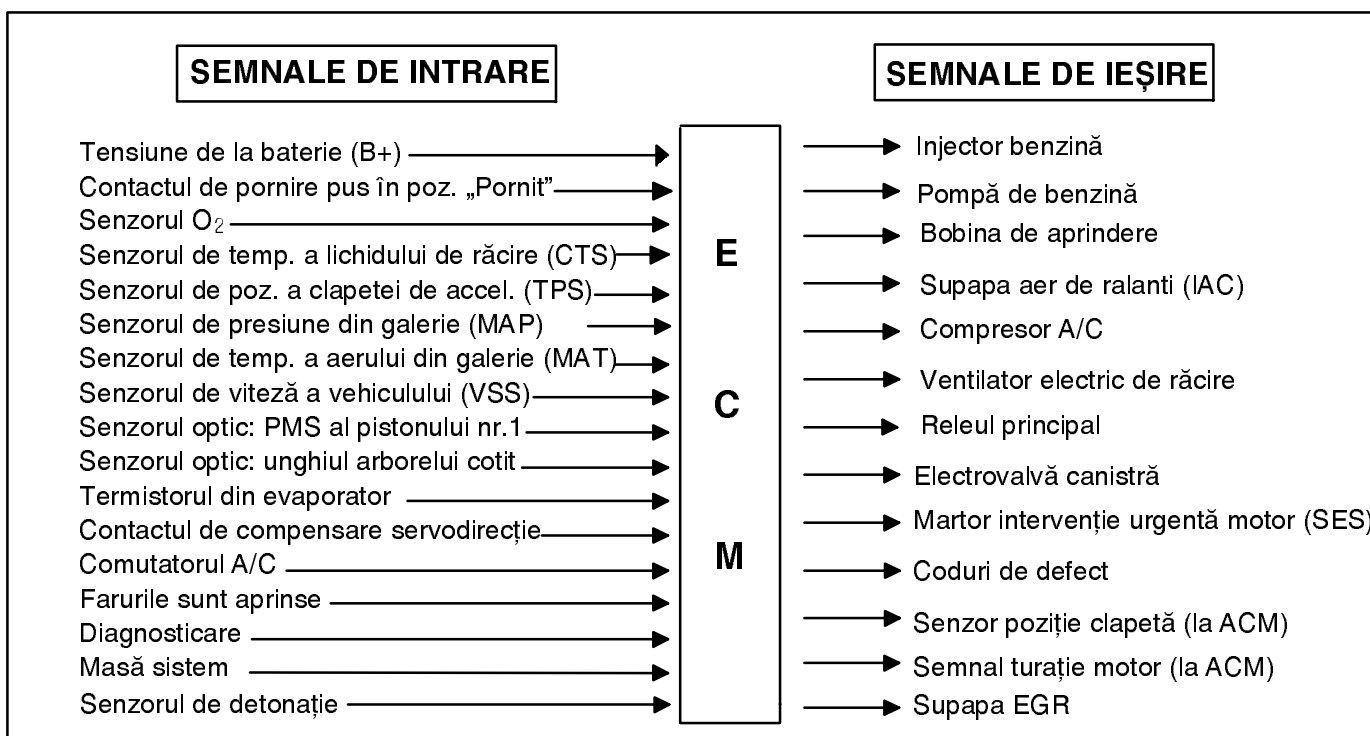 SEMNALE DE INTRARE
Tensiune de la baterie (B+)
Contactul de pornire pus în poz. „Pornit”
Senzorul O₂
Senzorul de temp. a lichidului de răcire (CTS)
Senzorul de poz. a clapetei de accel. (TPS)
Senzorul de presiune din galerie (MAP)
Senzorul de temp. a aerului din galerie (MAT)
Senzorul de viteză a vehiculului (VSS)
Senzorul optic: PMS al pistonului nr.1
Senzorul optic: unghiul arborelui cotit
Termistorul din evaporator
Contactul de compensare servodirecție
Comutatorul A/C
Farurile sunt aprinse
Diagnosticare
Masă sistem
Senzorul de detonație
E
C
M
SEMNALE DE IEȘIRE
Injector benzină
Pompă de benzină
Bobina de aprindere
Supapa aer de ralanti (IAC)
Compresor A/C
Ventilator electric de răcire
Releul principal
Electrovalvă canistră
Martor intervenție urgentă motor (SES)
Coduri de defect
Senzor poziție clapetă (la ACM)
Semnal turație motor (la ACM)
Supapa EGR